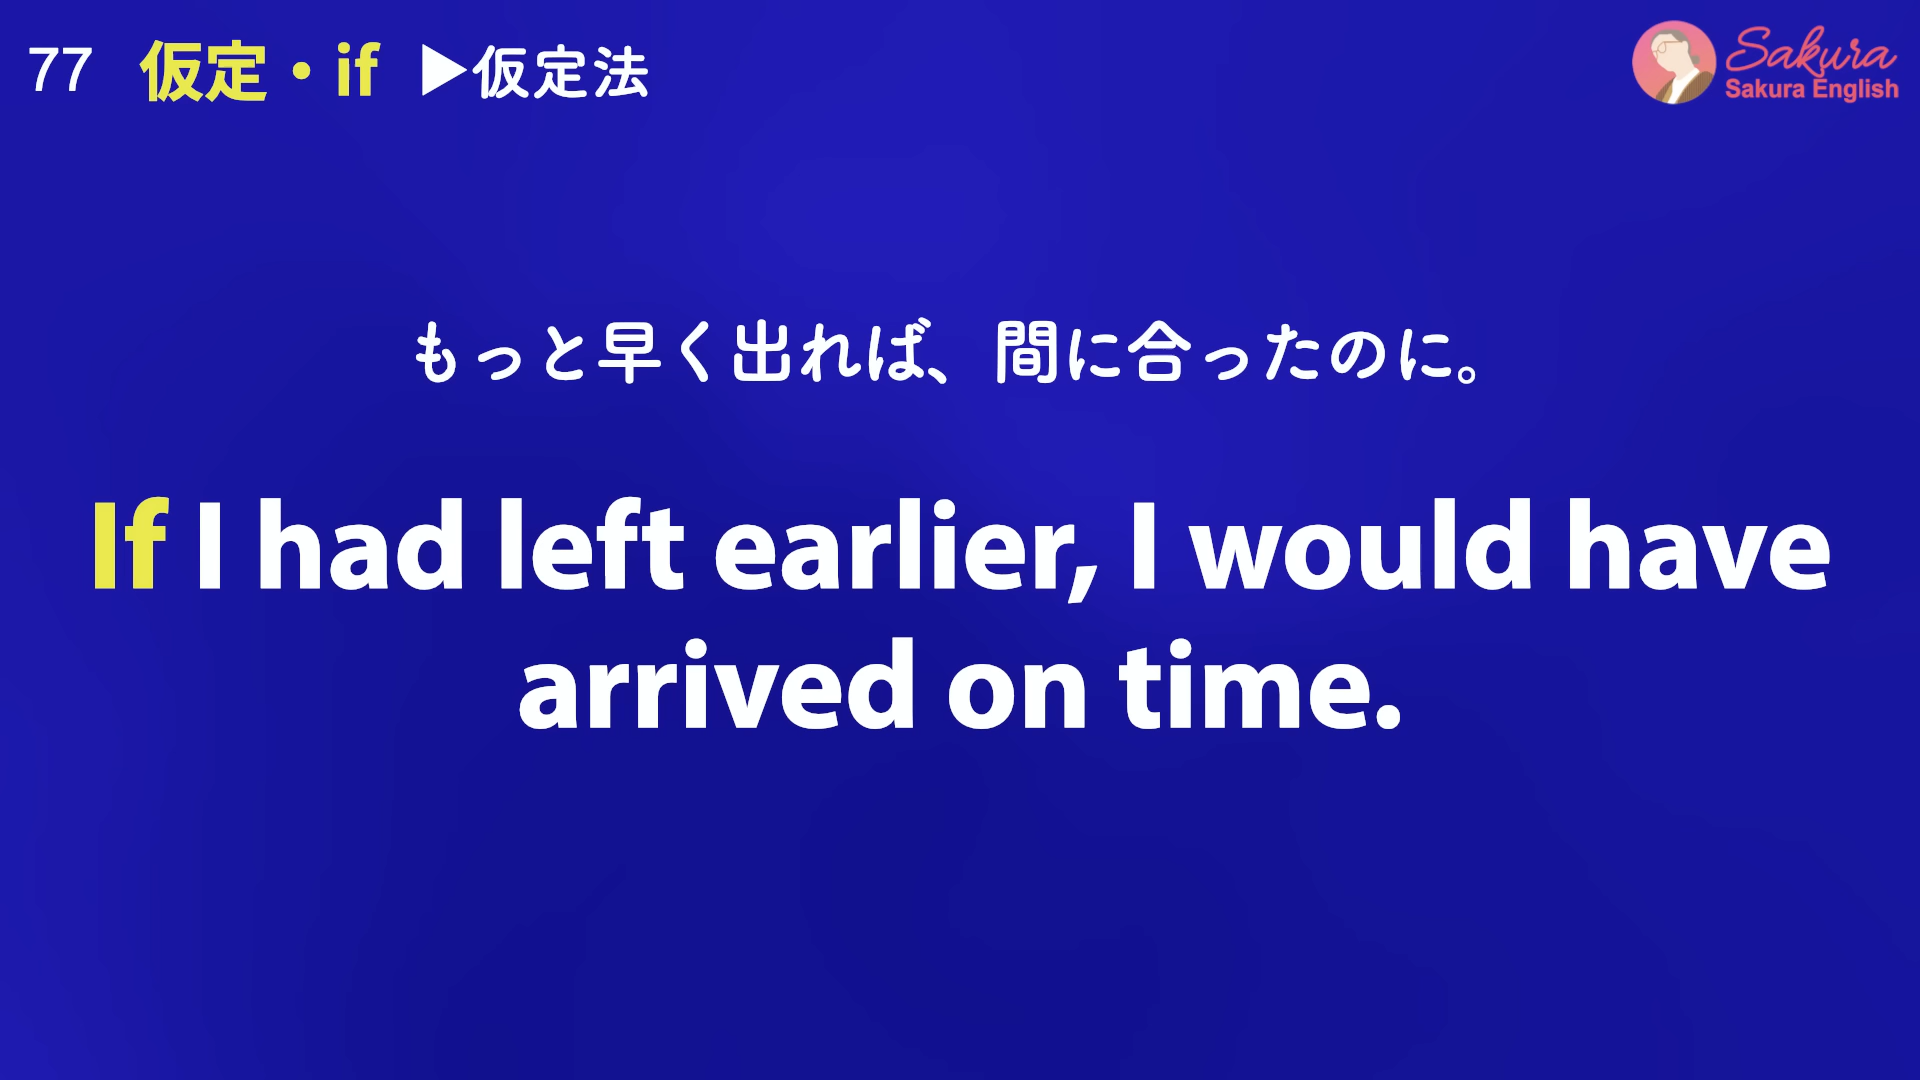 77 仮定・if ▶仮定法
Sakura
Sakura English
もっと早く出れば、間に合ったのに。
If I had left earlier, I would have
arrived on time.